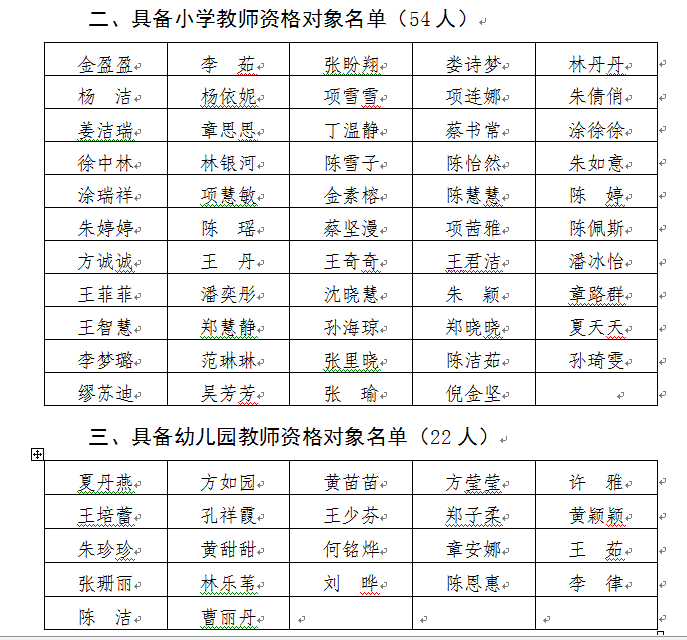 二、具备小学教师资格对象名单（54人）
金盈盈 李 茹 张盼翔 娄诗梦 林丹丹
杨 洁 杨依妮 项雪雪 项连娜 朱倩俏
姜洁瑞 章思思 丁温静 蔡书常 涂徐徐
徐中林 林银河 陈雪子 陈怡然 朱如意
涂瑞祥 项慧敏 金素榕 陈慧慧 陈 婷
朱婷婷 陈 瑶 蔡坚漫 项茜雅 陈佩斯
方诚诚 王 丹 王奇奇 王君洁 潘冰怡
王菲菲 潘奕彤 沈晓慧 朱 颖 章路群
王智慧 郑慧静 孙海琼 郑晓晓 夏天天
李梦璐 范琳琳 张里晓 陈洁茹 孙琦雯
缪苏迪 吴芳芳 张 瑜 倪金坚
三、具备幼儿园教师资格对象名单（22人）
夏丹燕 方如园 黄苗苗 方莹莹 许 雅
王培蕾 孔祥霞 王少芬 郑子柔 黄颖颖
朱珍珍 黄甜甜 何铭烨 章安娜 王 茹
张珊丽 林乐苇 刘 晔 陈恩惠 李 律
陈 洁 曹丽丹